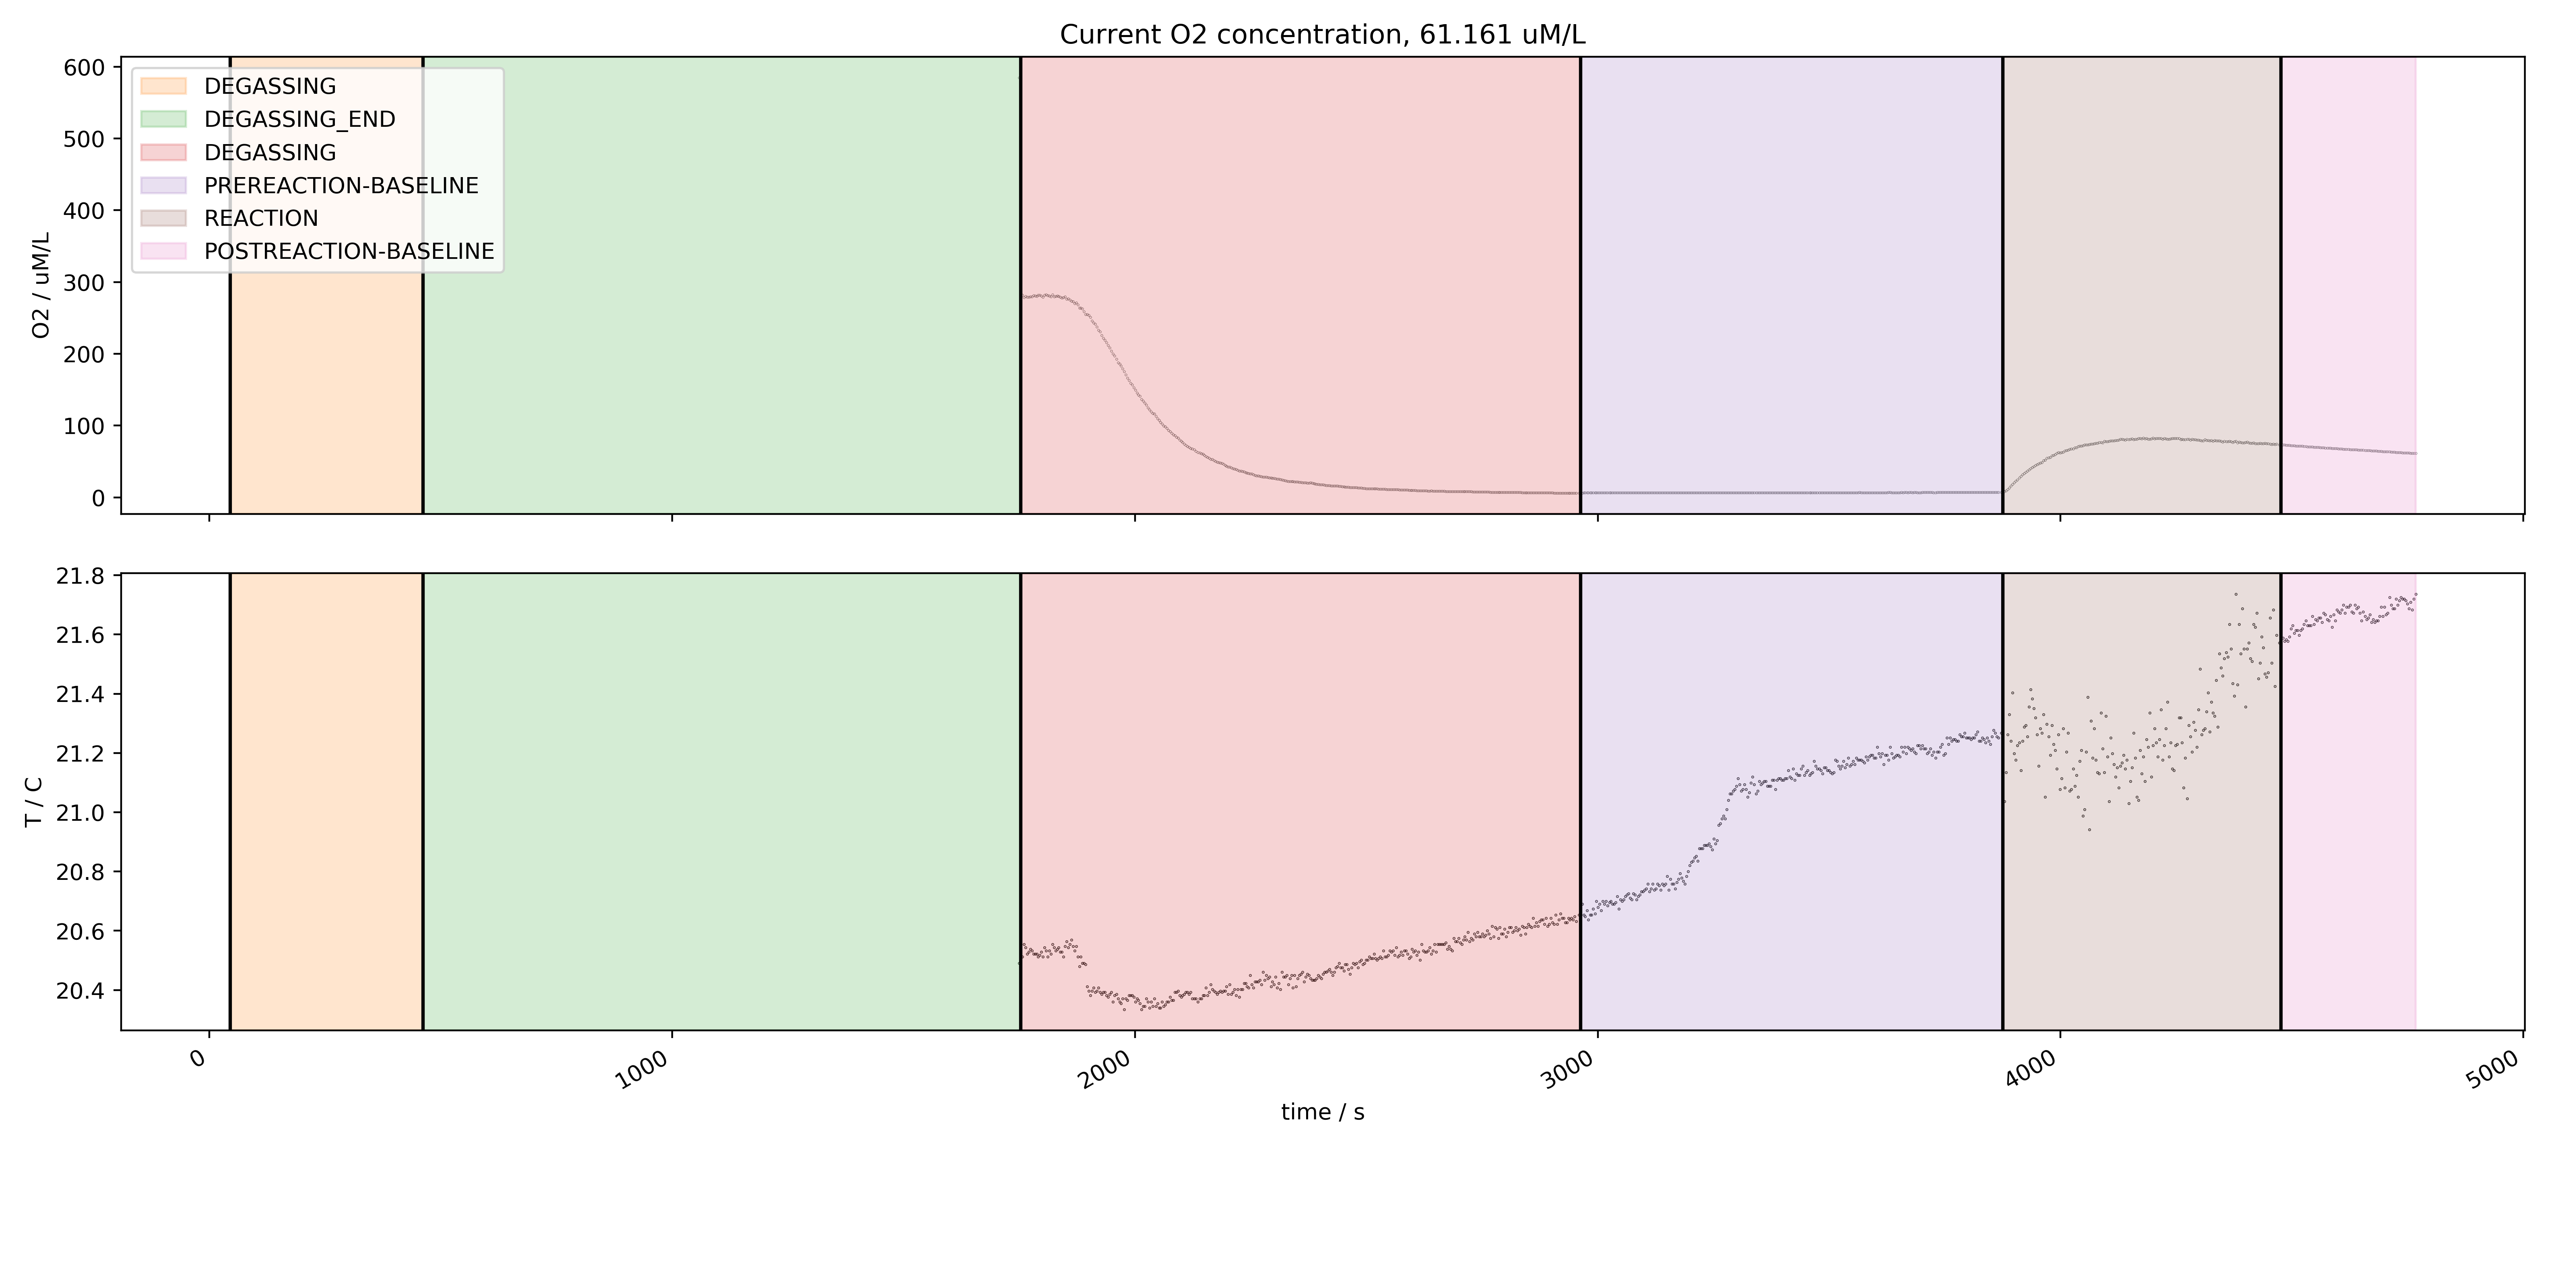 Current O2 concentration, 61.161 uM/L
600
500
400
300
200
100
0
O2 / uM/L
DEGASSING
DEGASSING_END
DEGASSING
PREREACTION-BASELINE
REACTION
POSTREACTION-BASELINE
21.8
21.6
21.4
21.2
21.0
20.8
20.6
20.4
T / C
0
1000
2000
3000
4000
5000
time / s